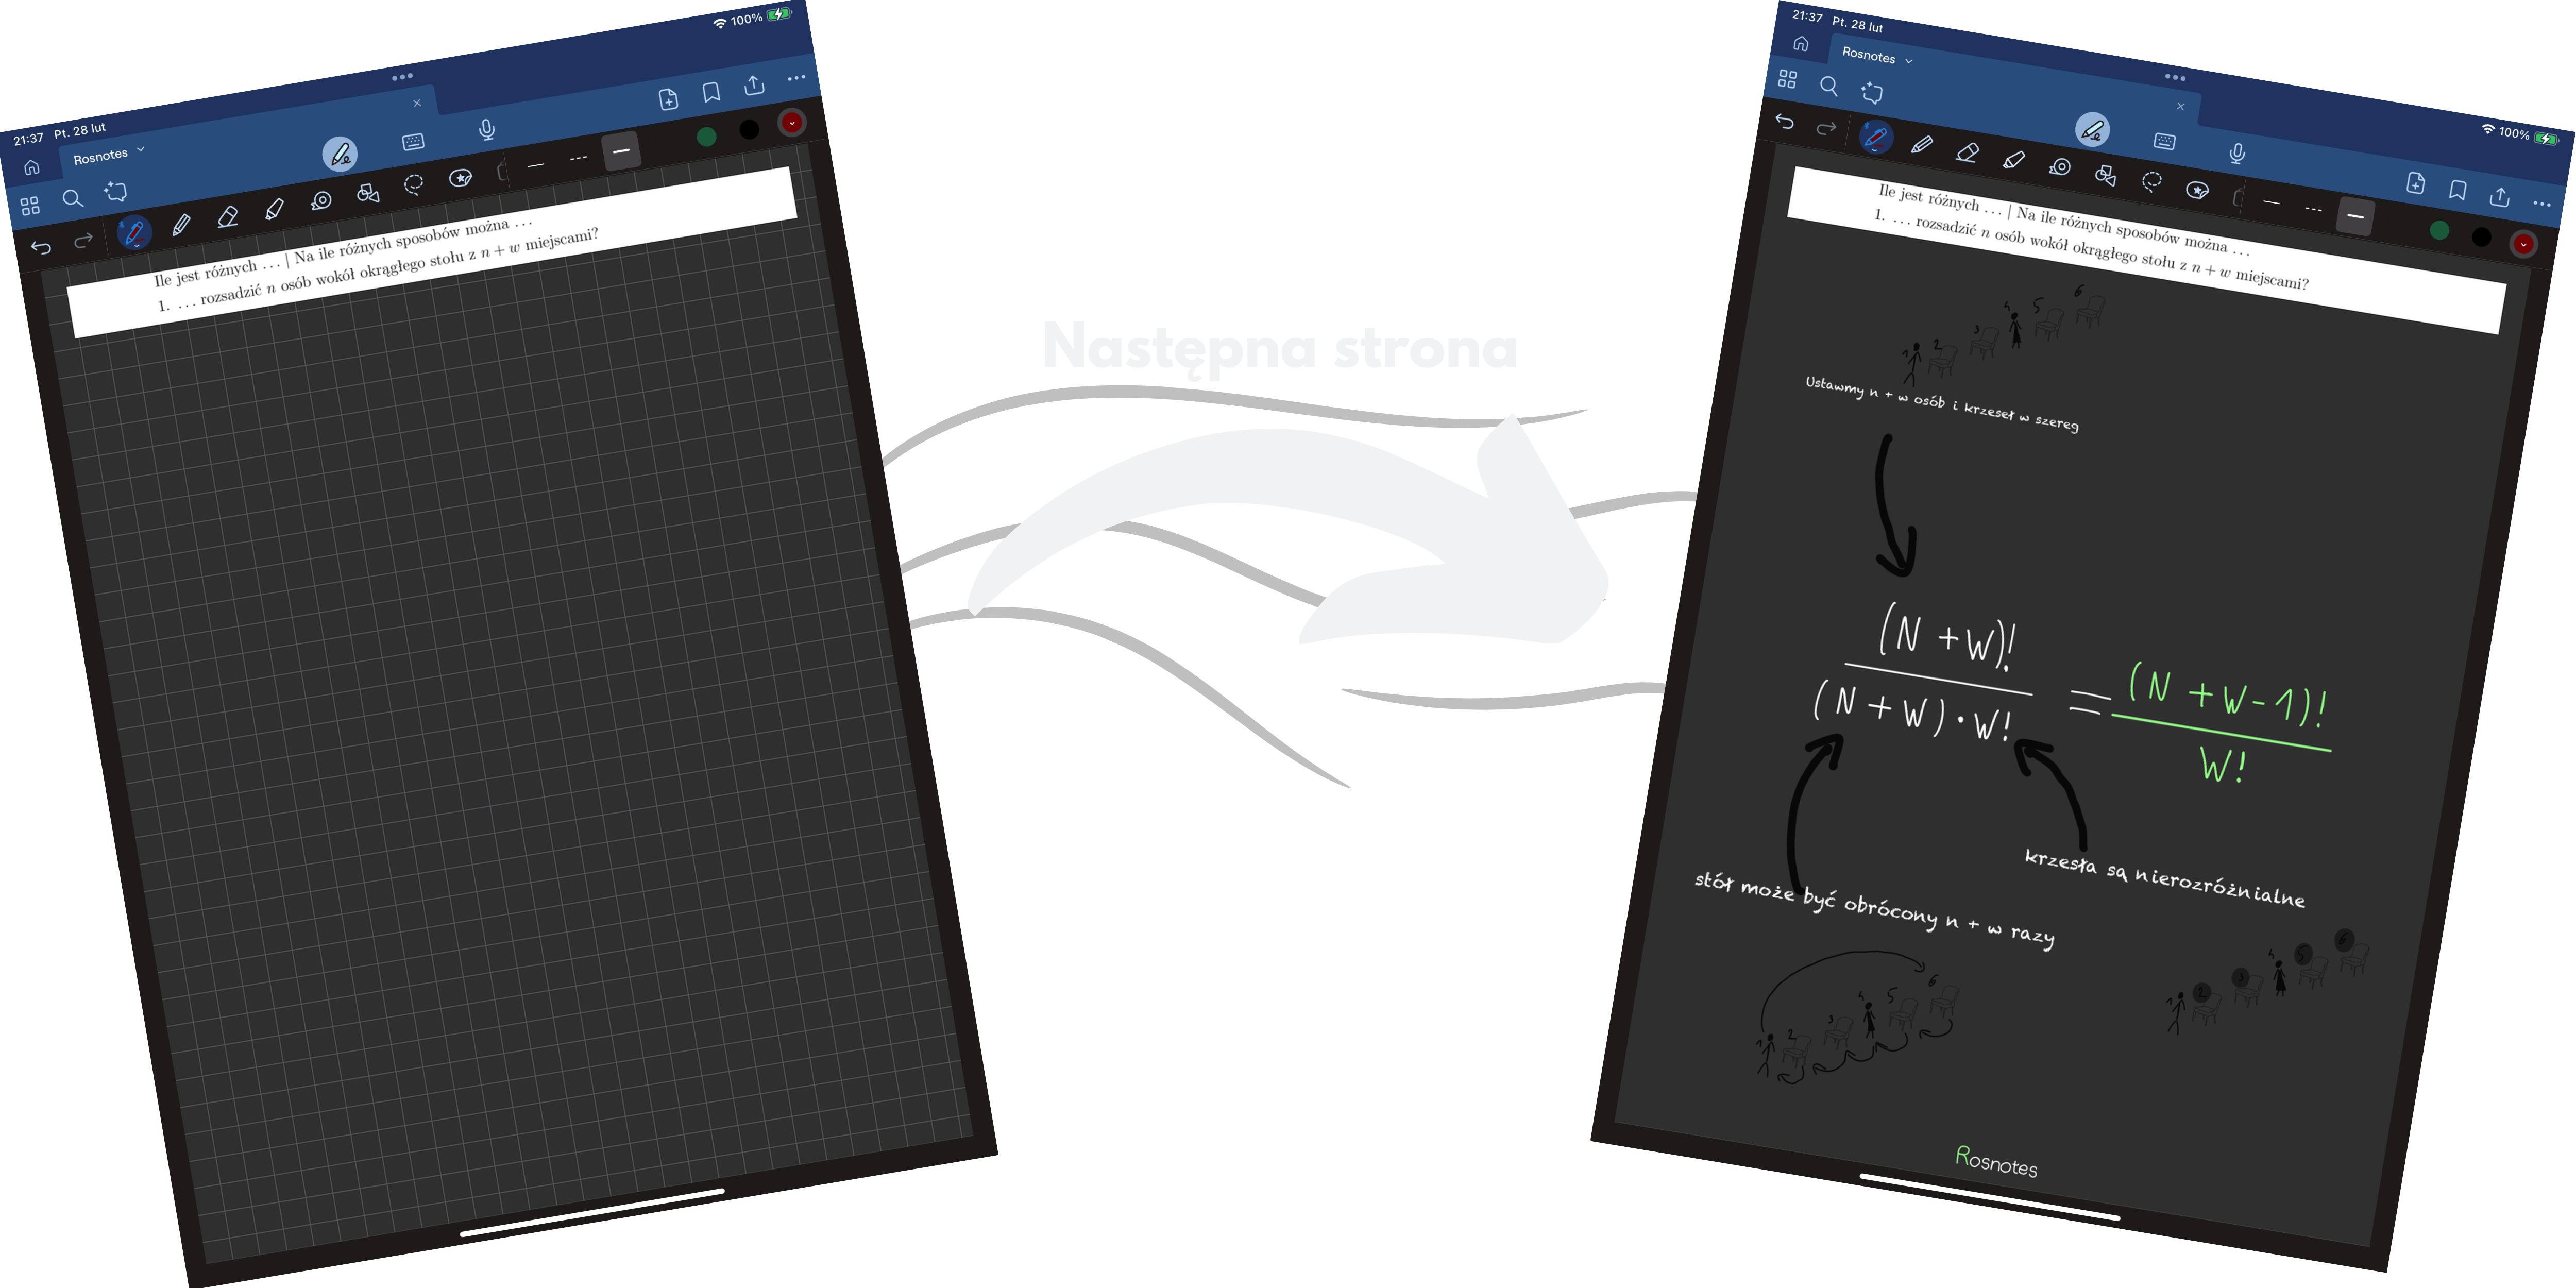 21:37 Pt. 28 lut
100%
Rosnotes
Ile jest różnych ... | Na ile różnych sposobów można ...
1. ... rozsadzić n osób wokół okrągłego stołu z n + w miejscami?
Następna strona
21:37 Pt. 28 lut
100%
Rosnotes
Ile jest różnych ... | Na ile różnych sposobów można ...
1. ... rozsadzić n osób wokół okrągłego stołu z n + w miejscami?
1 2 3 4 5 6
Ustawmy n + w osób i krzeseł w szereg
(N + W)!
(N + W) · W!
=
(N + W - 1)!
W!
krzesła są nierozróżnialne
stół może być obrócony n + w razy
1 2 3 4 5 6
2 3 4 5 6
Rosnotes